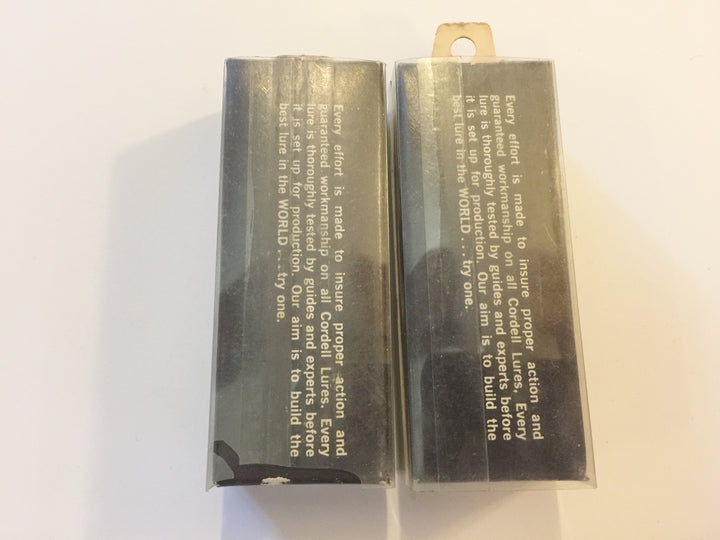 Every effort is made to insure proper action and
guaranteed workmanship on all Cordell Lures. Every
lure is thoroughly tested by guides and experts before
it is set up for production. Our aim is to build the
best lure in the WORLD . . . try one.
Every effort is made to insure proper action and
guaranteed workmanship on all Cordell Lures. Every
lure is thoroughly tested by guides and experts before
it is set up for production. Our aim is to build the
best lure in the WORLD . . . try one.